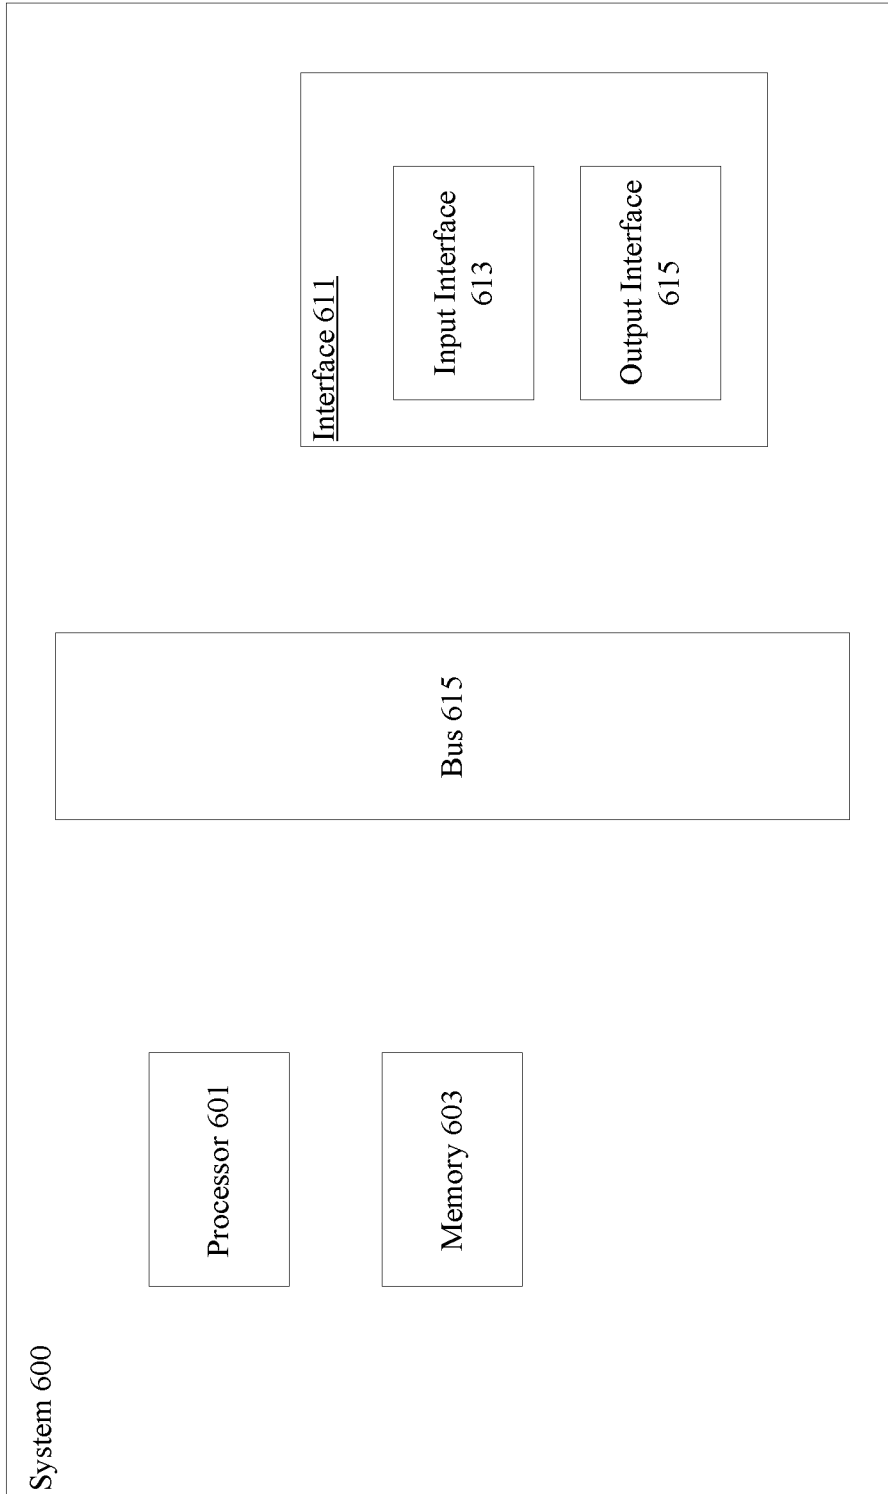 System 600
Processor 601
Memory 603
Bus 615
Interface 611
Input Interface
613
Output Interface
615